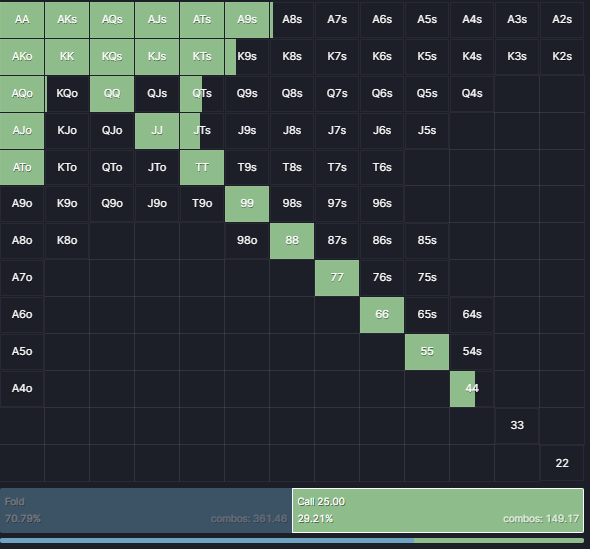 AA AKs AQs AJs ATs A9s A8s A7s A6s A5s A4s A3s A2s
AKo KK KQs KJs KTs K9s K8s K7s K6s K5s K4s K3s K2s
AQo KQo QQ QJs QTs Q9s Q8s Q7s Q6s Q5s Q4s
AJo KJo QJo JJ JTs J9s J8s J7s J6s J5s
ATo KTo QTo JTo TT T9s T8s T7s T6s
A9o K9o Q9o J9o T9o 99 98s 97s 96s
A8o K8o 98o 88 87s 86s 85s
A7o 77 76s 75s
A6o 66 65s 64s
A5o 55 54s
A4o 44
33
22
Fold Call 25.00
70.79% combos: 361.46 29.21% combos: 149.17